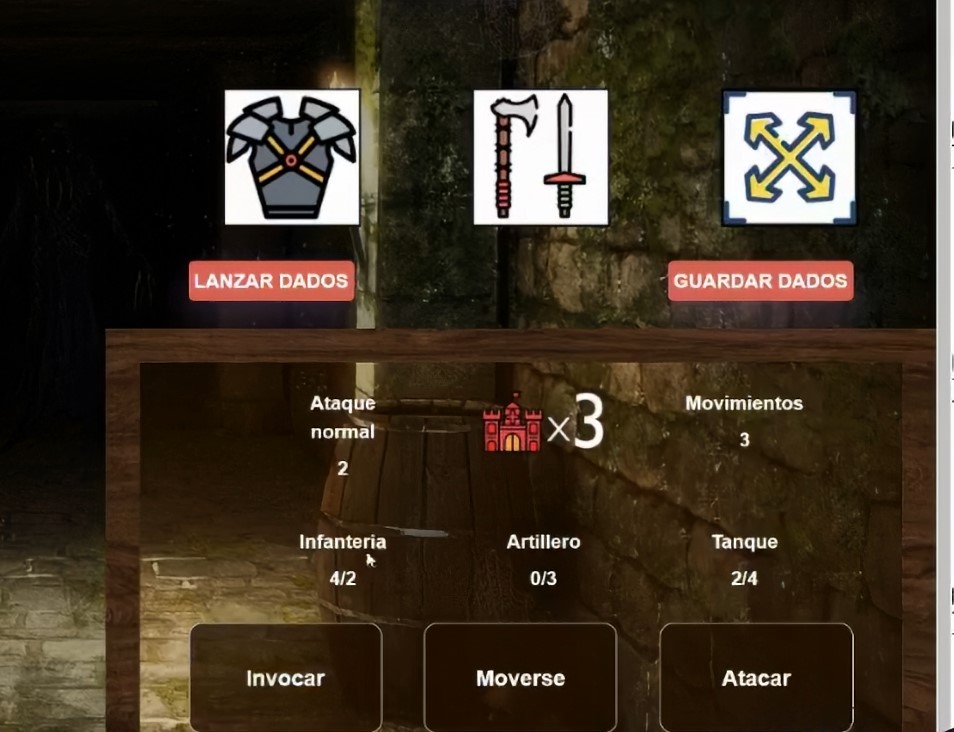 LANZAR DADOS
GUARDAR DADOS
Ataque
normal
2
x3
Movimientos
3
Infanteria
4/2
Artillero
0/3
Tanque
2/4
Invocar
Moverse
Atacar